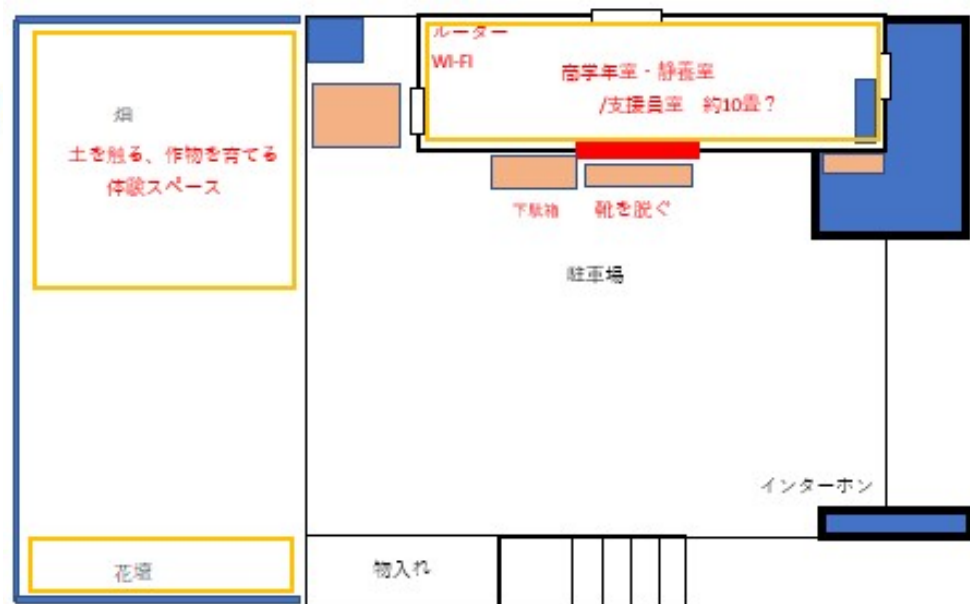 ルーター
WI-FI
高学年室・静養室
/支援員室 約10畳？
畑
土を触る、作物を育てる
体験スペース
下駄箱
靴を脱ぐ
駐車場
インターホン
花壇
物入れ